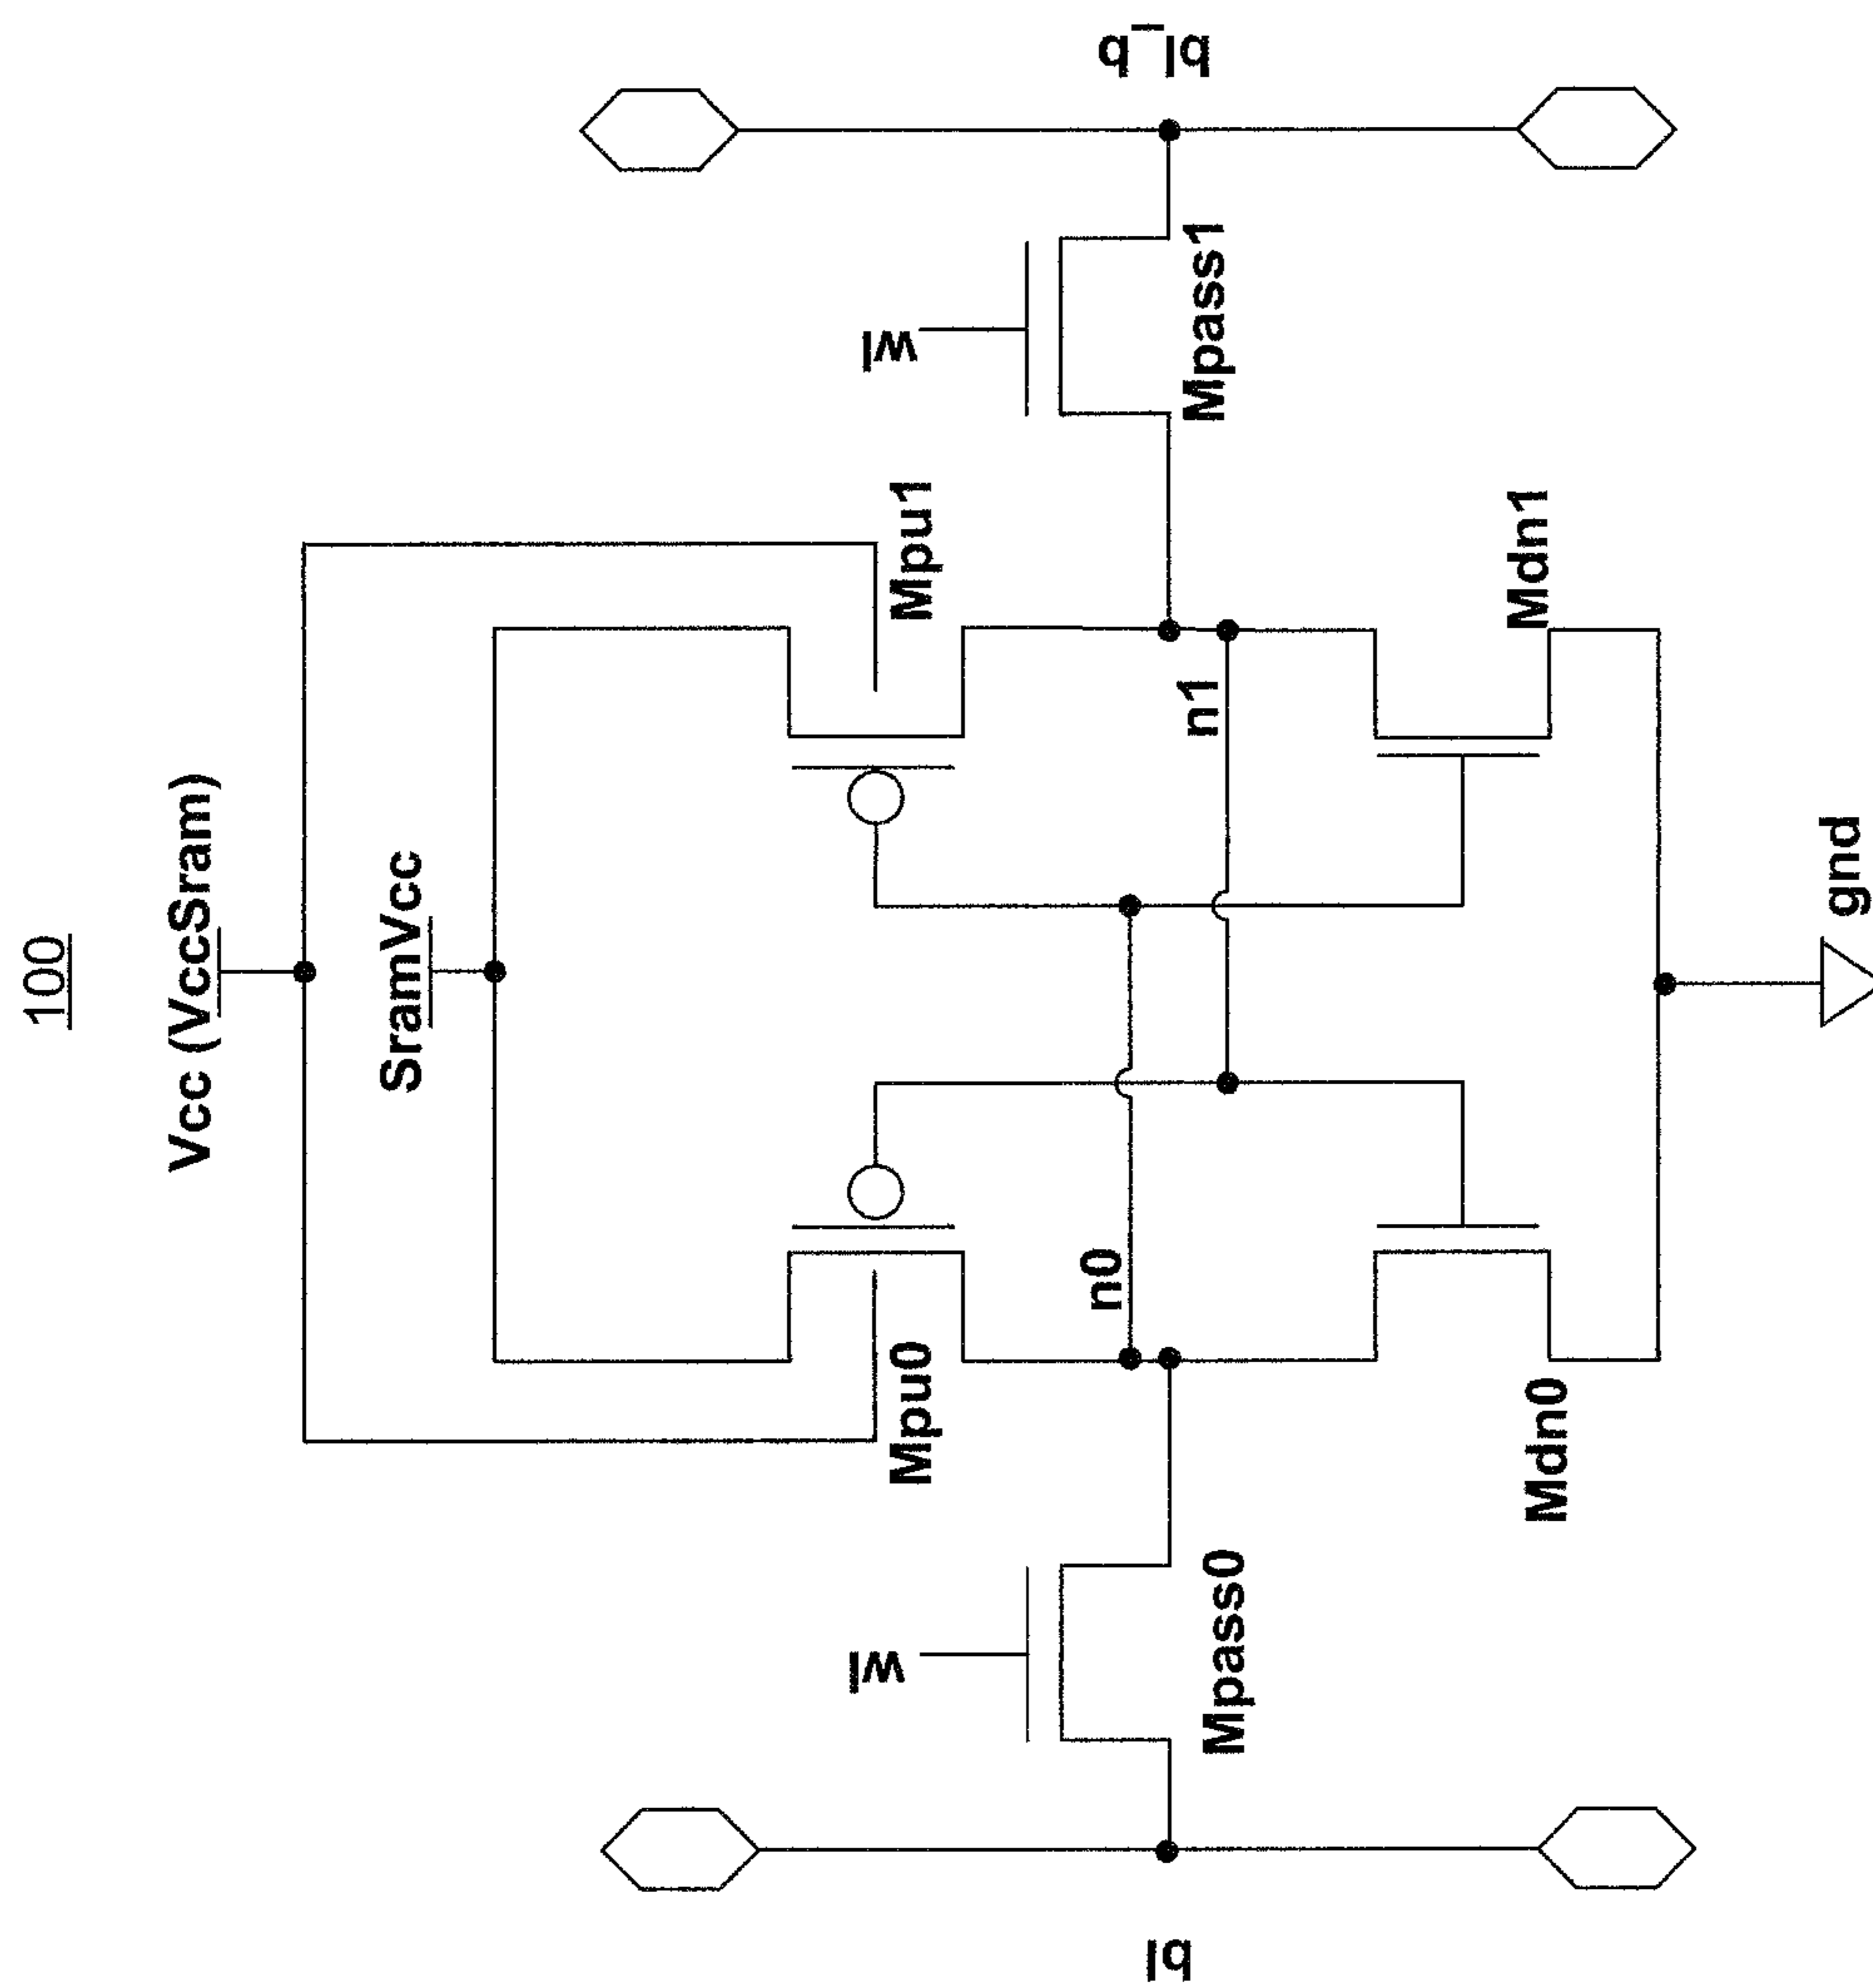 100
Vcc (VccSram)
SramVcc
Mpu0
Mpu1
wl
wl
n0
n1
bl
bl_b
Mpass0
Mpass1
Mdn0
Mdn1
gnd